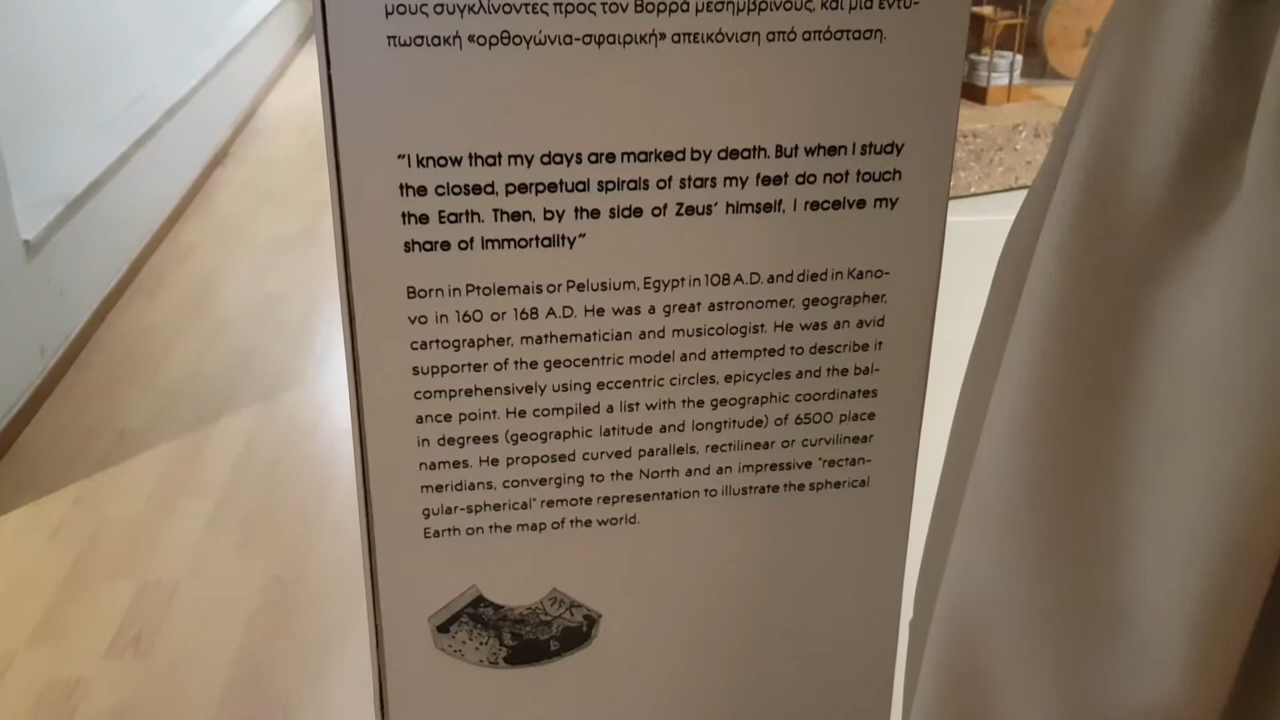 μους συγκλίνοντες προς τον Βορρά μεσημβρινούς, και μια εντυ-
πωσιακή «ορθογώνια-σφαιρική» απεικόνιση από απόσταση.
"I know that my days are marked by death. But when I study
the closed, perpetual spirals of stars my feet do not touch
the Earth. Then, by the side of Zeus' himself, I receive my
share of immortality"
Born in Ptolemais or Pelusium, Egypt in 108 A.D. and died in Kano-
vo in 160 or 168 A.D. He was a great astronomer, geographer,
cartographer, mathematician and musicologist. He was an avid
supporter of the geocentric model and attempted to describe it
comprehensively using eccentric circles, epicycles and the bal-
ance point. He compiled a list with the geographic coordinates
in degrees (geographic latitude and longtitude) of 6500 place
names. He proposed curved parallels, rectilinear or curvilinear
meridians, converging to the North and an impressive "rectan-
gular-spherical" remote representation to illustrate the spherical
Earth on the map of the world.